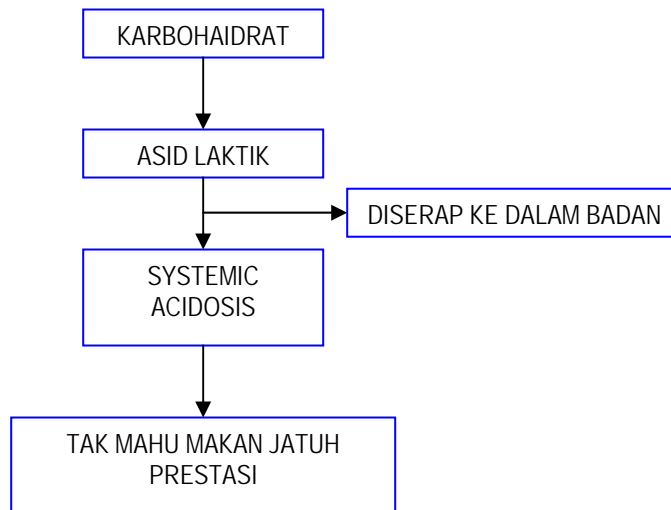 KARBOHAIDRAT
ASID LAKTIK
DISERAP KE DALAM BADAN
SYSTEMIC
ACIDOSIS
TAK MAHU MAKAN JATUH
PRESTASI